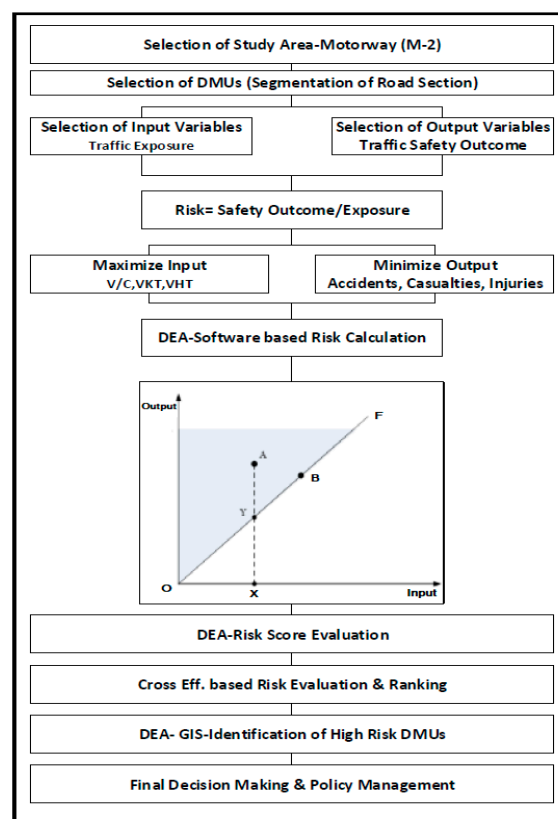 Selection of Study Area-Motorway (M-2)
Selection of DMUs (Segmentation of Road Section)
Selection of Input Variables
Traffic Exposure
Selection of Output Variables
Traffic Safety Outcome
Risk= Safety Outcome/Exposure
Maximize Input
V/C,VKT,VHT
Minimize Output
Accidents, Casualties, Injuries
DEA-Software based Risk Calculation
Output
F
A
B
Y
O
X
Input
DEA-Risk Score Evaluation
Cross Eff. based Risk Evaluation & Ranking
DEA- GIS-Identification of High Risk DMUs
Final Decision Making & Policy Management